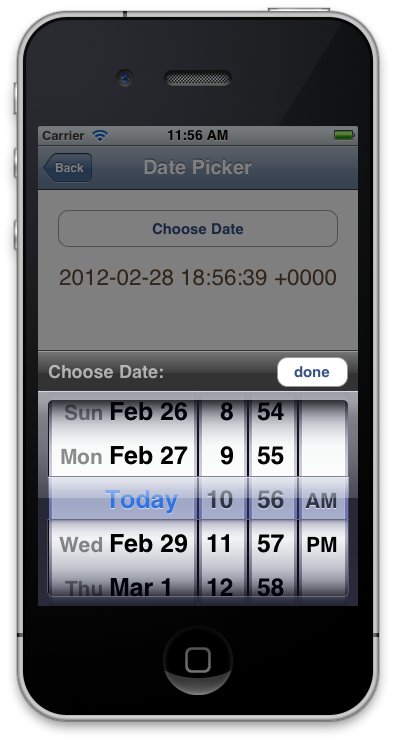 Carrier 11:56 AM
Back Date Picker
Choose Date
2012-02-28 18:56:39 +0000
Choose Date: done
Sun Feb 26 8 54
Mon Feb 27 9 55
Today 10 56 AM
Wed Feb 29 11 57 PM
Thu Mar 1 12 58